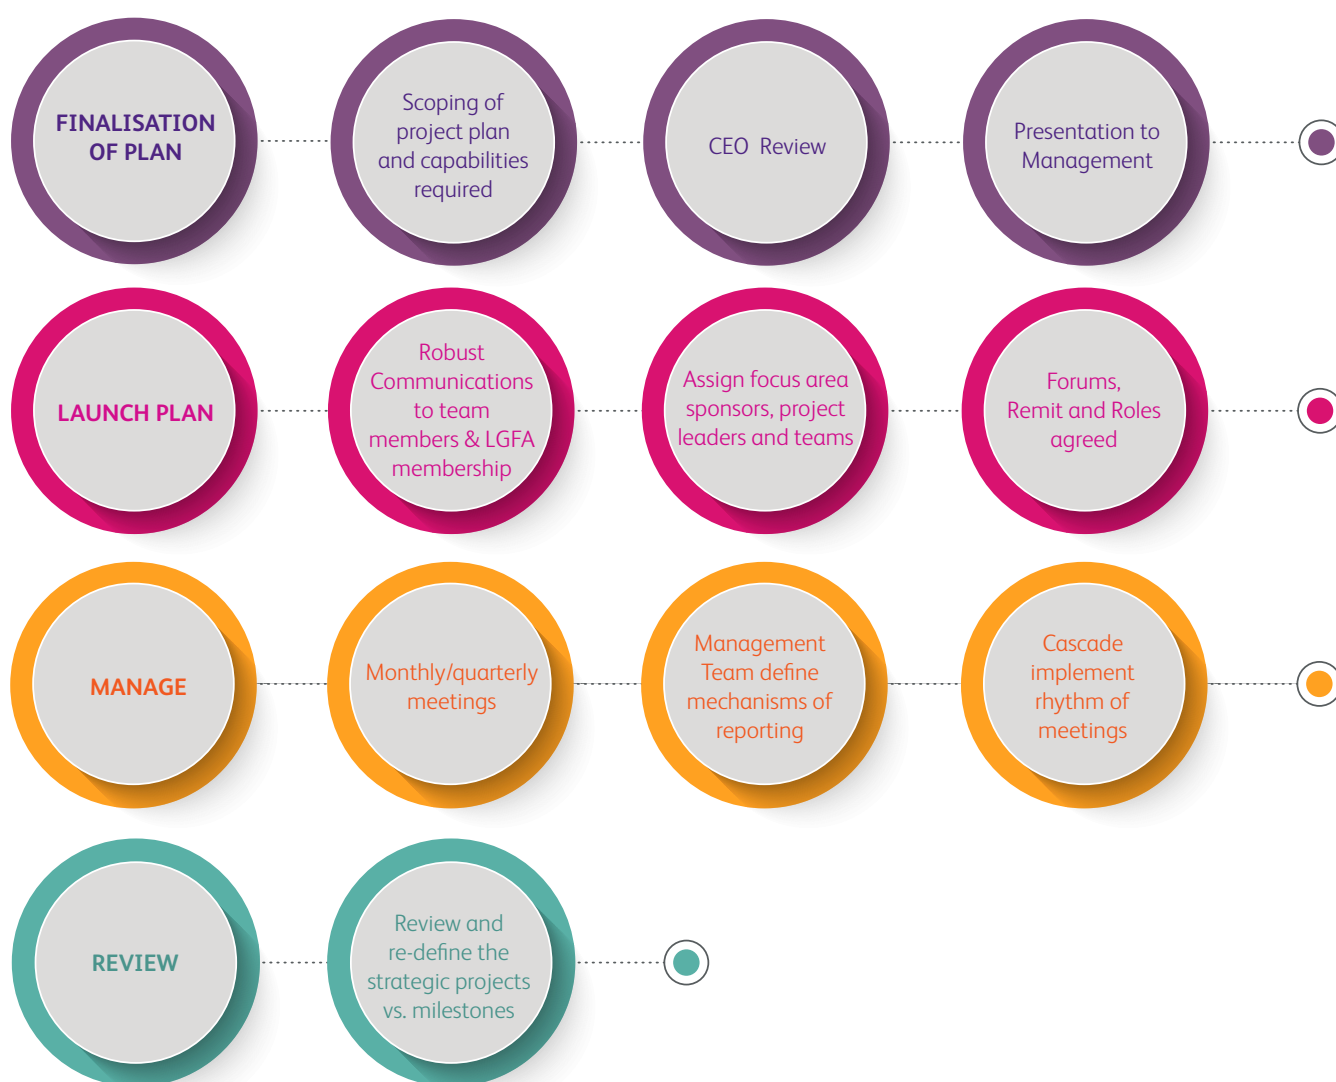 FINALISATION
OF PLAN
Scoping of
project plan
and capabilities
required
CEO  Review
Presentation to
Management
LAUNCH PLAN
Robust
Communications
to team
members & LGFA
membership
Assign focus area
sponsors, project
leaders and teams
Forums,
Remit and Roles
agreed
MANAGE
Monthly/quarterly
meetings
Management
Team define
mechanisms of
reporting
Cascade
implement
rhythm of
meetings
REVIEW
Review and
re-define the
strategic projects
vs. milestones